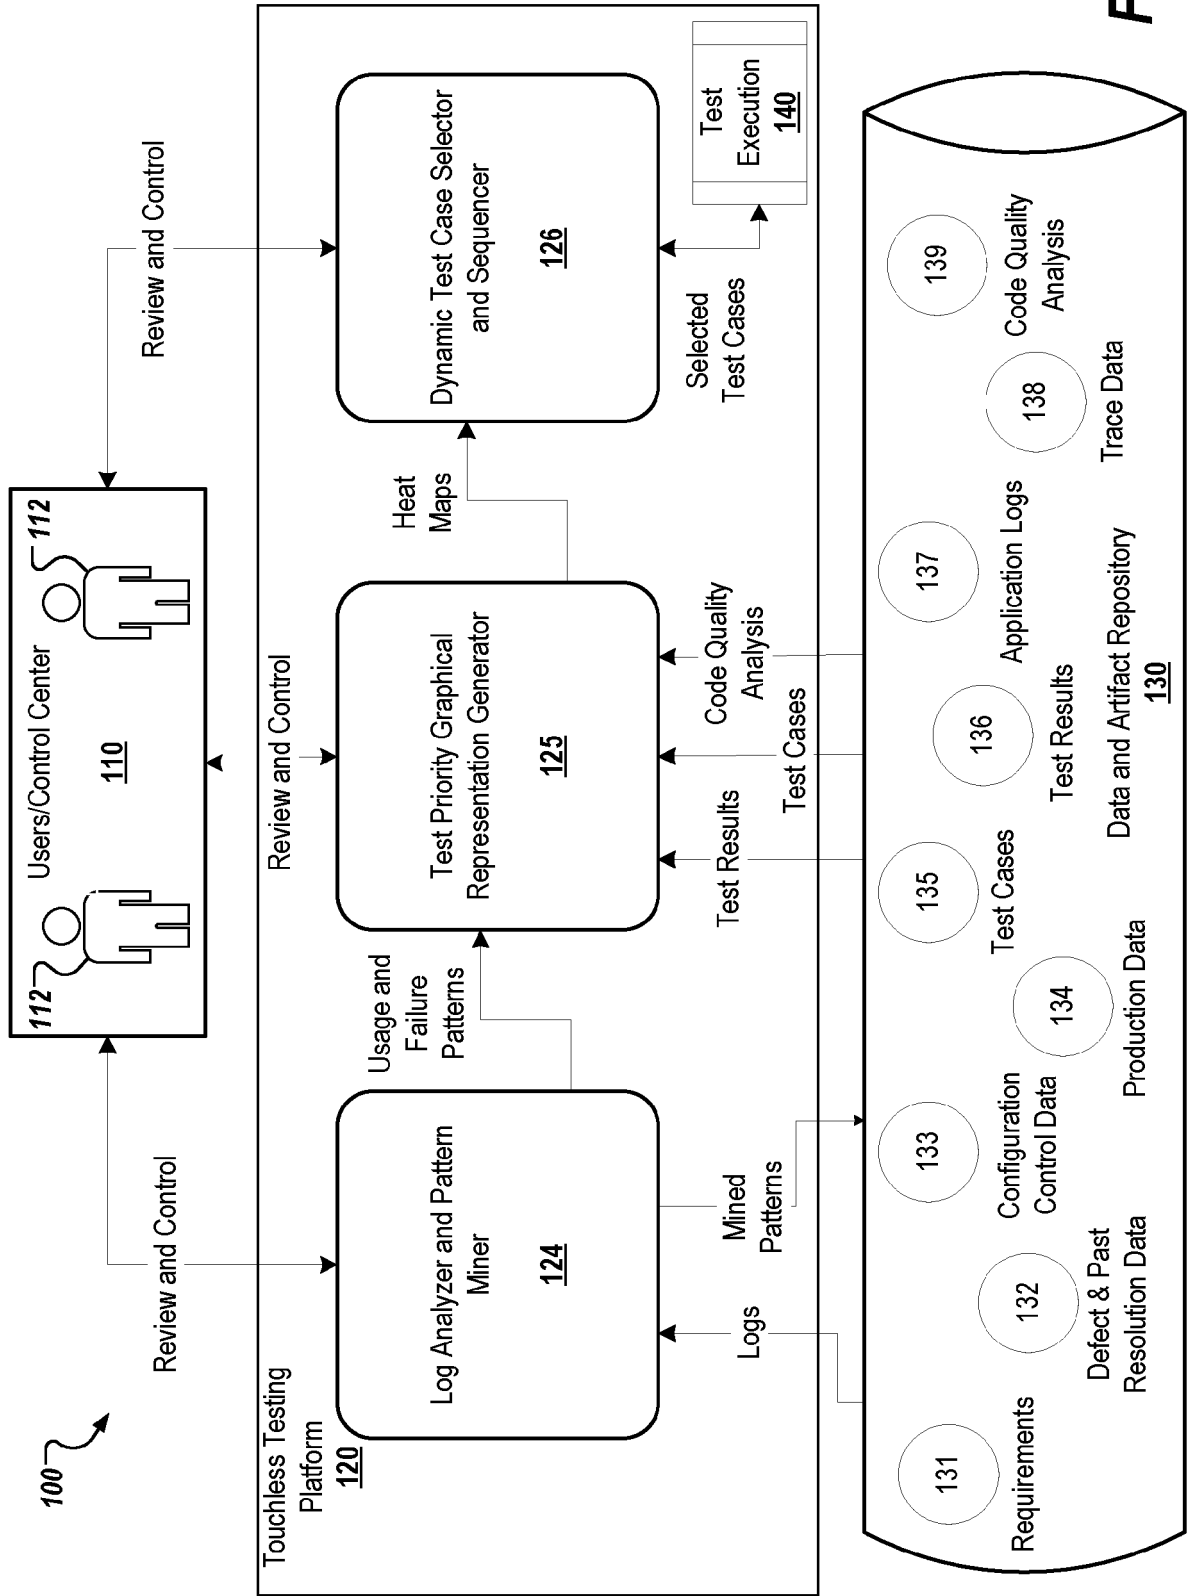 100
Users/Control Center
110
112
112
Review and Control
Review and Control
Review and Control
Touchless Testing
Platform
120
Log Analyzer and Pattern
Miner
124
Usage and
Failure
Patterns
Test Priority Graphical
Representation Generator
125
Heat
Maps
Dynamic Test Case Selector
and Sequencer
126
Logs
Mined
Patterns
Test Results
Test Cases
Code Quality
Analysis
Selected
Test Cases
Test
Execution
140
131
Requirements
132
Defect & Past
Resolution Data
133
Configuration
Control Data
134
Production Data
135
Test Cases
136
Test Results
137
Application Logs
138
Trace Data
139
Code Quality
Analysis
Data and Artifact Repository
130
F